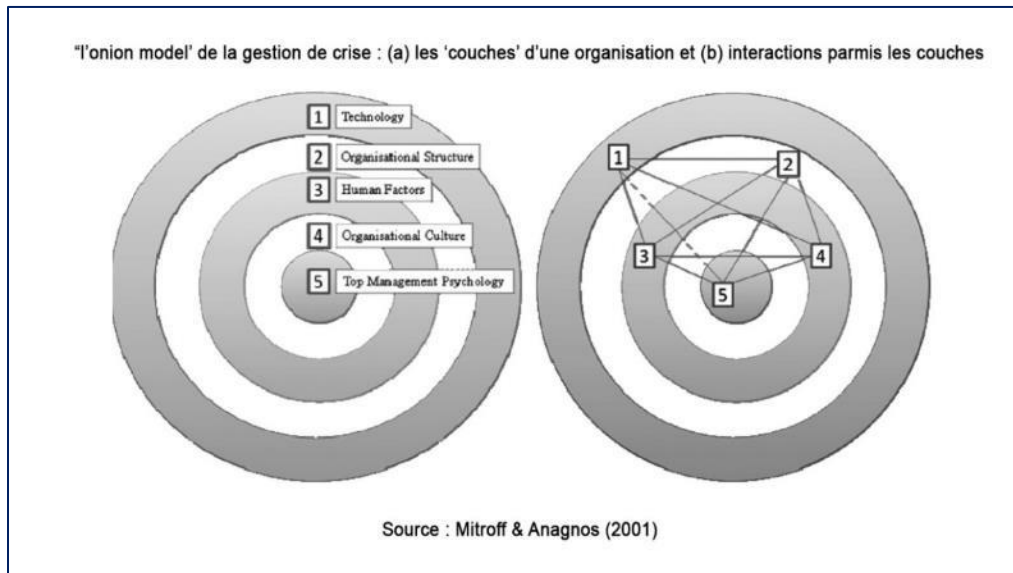 “l’onion model’ de la gestion de crise : (a) les ‘couches’ d’une organisation et (b) interactions parmis les couches
1 Technology
2 Organisational Structure
3 Human Factors
4 Organisational Culture
5 Top Management Psychology
1
2
3
4
5
Source : Mitroff & Anagnos (2001)